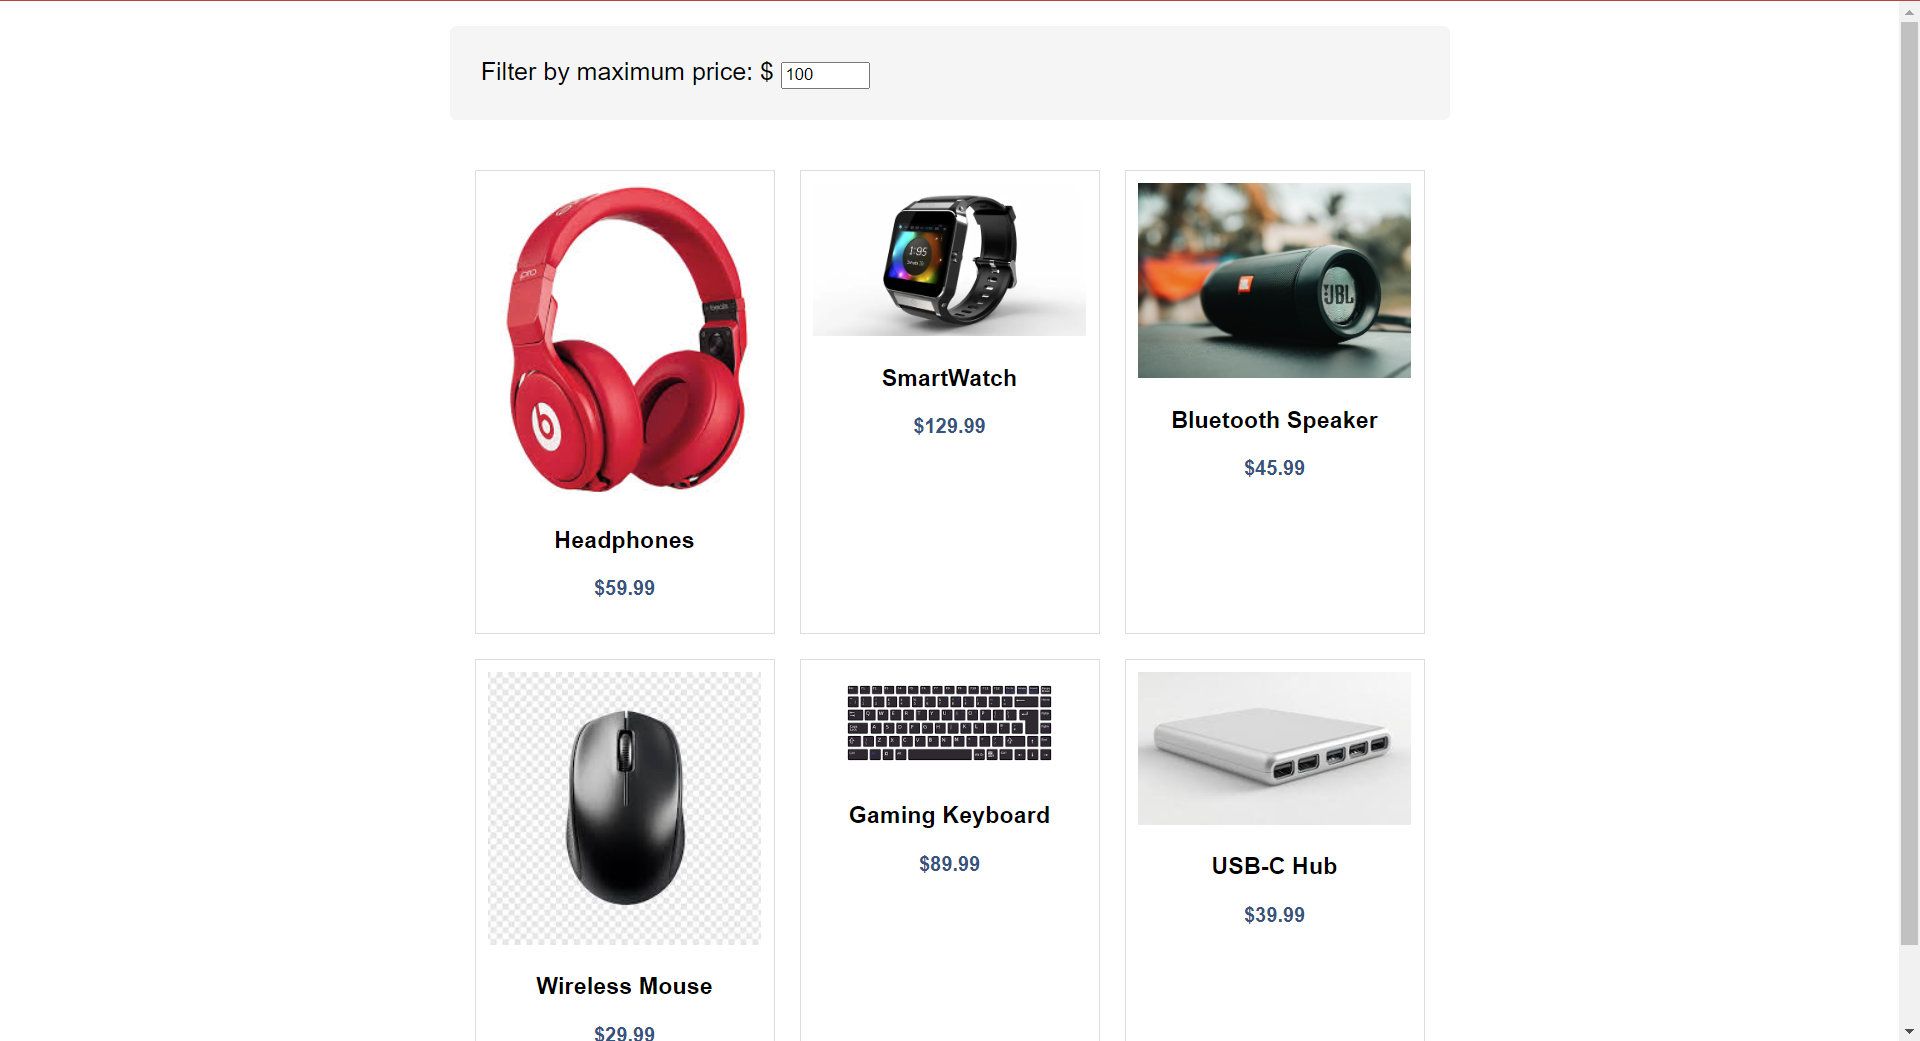 Filter by maximum price: $ 100
pro
beats
b
1:95
JBL
JBL
SmartWatch
$129.99
Bluetooth Speaker
$45.99
Headphones
$59.99
Gaming Keyboard
$89.99
USB-C Hub
$39.99
Wireless Mouse
$29.99